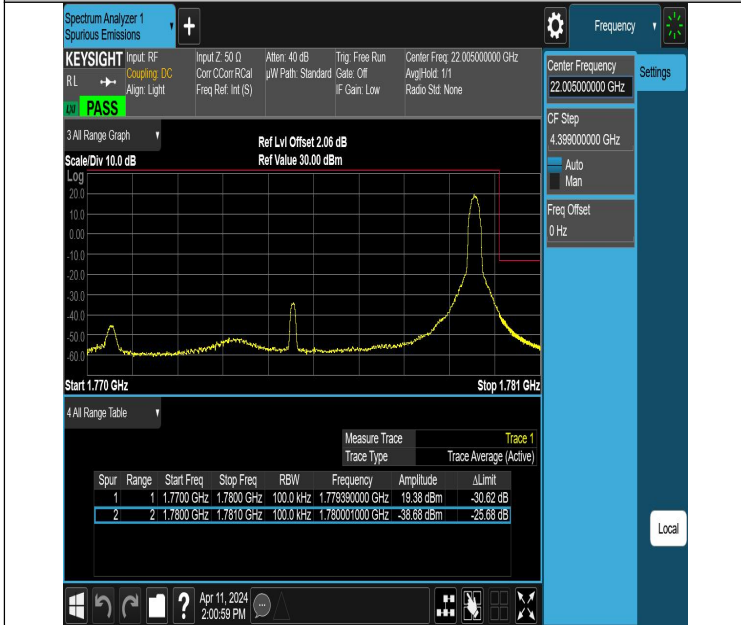 Spectrum Analyzer 1
Spurious Emissions
+
Frequency
KEYSIGHT Input: RF Input Z: 50 Ω Atten: 40 dB Trig: Free Run Center Freq: 22.005000000 GHz
RL Coupling: DC Corr CCorr RCal µW Path: Standard Gate: Off Avg|Hold: 1/1
Align: Light Freq Ref: Int (S) IF Gain: Low Radio Std: None
LXI PASS
3 All Range Graph
Ref Lvl Offset 2.06 dB
Scale/Div 10.0 dB Ref Value 30.00 dBm
Log
20.0
10.0
0.00
-10.0
-20.0
-30.0
-40.0
-50.0
-60.0
Start 1.770 GHz Stop 1.781 GHz
4 All Range Table
Measure Trace Trace 1
Trace Type Trace Average (Active)
Spur Range Start Freq Stop Freq RBW Frequency Amplitude ΔLimit
1 1 1.7700 GHz 1.7800 GHz 100.0 kHz 1.779390000 GHz 19.38 dBm -30.62 dB
2 2 1.7800 GHz 1.7810 GHz 100.0 kHz 1.780001000 GHz -38.68 dBm -25.68 dB
?
Apr 11, 2024
2:00:59 PM
Center Frequency
22.005000000 GHz
Settings
CF Step
4.399000000 GHz
Auto
Man
Freq Offset
0 Hz
Local